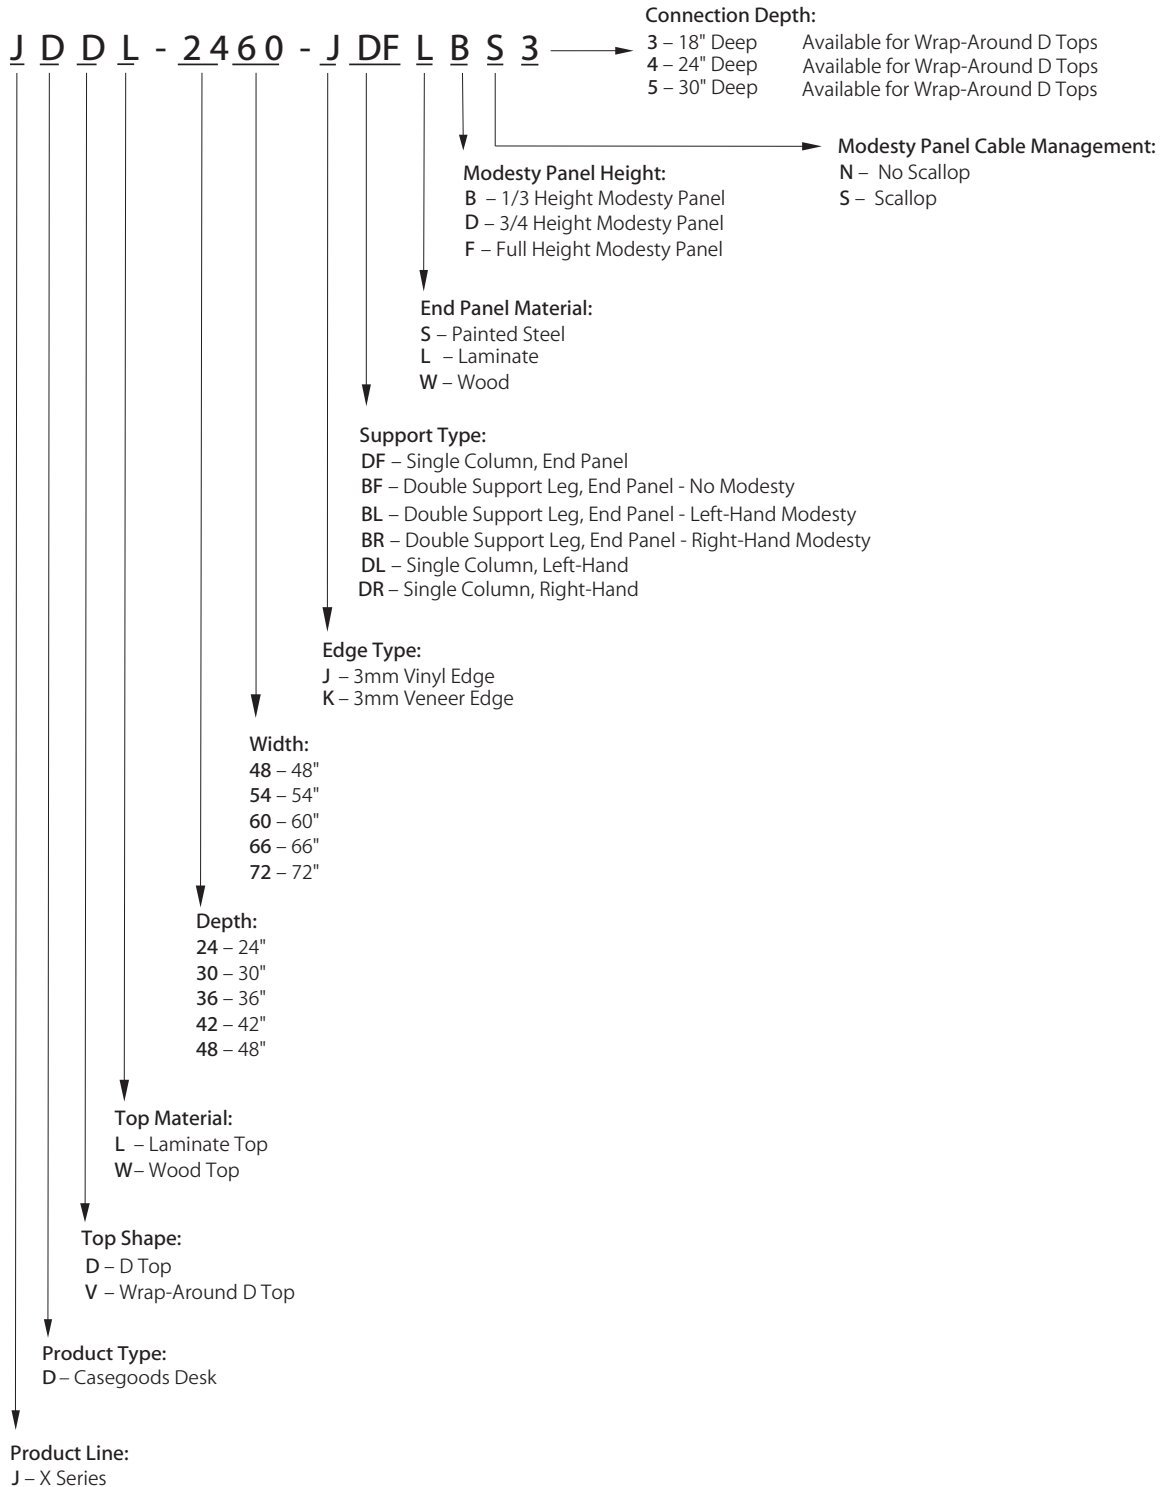 Connection Depth:
J D D L - 2460 - J DF L B S 3
3 – 18" Deep Available for Wrap-Around D Tops
4 – 24" Deep Available for Wrap-Around D Tops
5 – 30" Deep Available for Wrap-Around D Tops
Modesty Panel Cable Management:
N – No Scallop
S – Scallop
Modesty Panel Height:
B – 1/3 Height Modesty Panel
D – 3/4 Height Modesty Panel
F – Full Height Modesty Panel
End Panel Material:
S – Painted Steel
L – Laminate
W – Wood
Support Type:
DF – Single Column, End Panel
BF – Double Support Leg, End Panel - No Modesty
BL – Double Support Leg, End Panel - Left-Hand Modesty
BR – Double Support Leg, End Panel - Right-Hand Modesty
DL – Single Column, Left-Hand
DR – Single Column, Right-Hand
Edge Type:
J – 3mm Vinyl Edge
K – 3mm Veneer Edge
Width:
48 – 48"
54 – 54"
60 – 60"
66 – 66"
72 – 72"
Depth:
24 – 24"
30 – 30"
36 – 36"
42 – 42"
48 – 48"
Top Material:
L – Laminate Top
W – Wood Top
Top Shape:
D – D Top
V – Wrap-Around D Top
Product Type:
D – Casegoods Desk
Product Line:
J – X Series